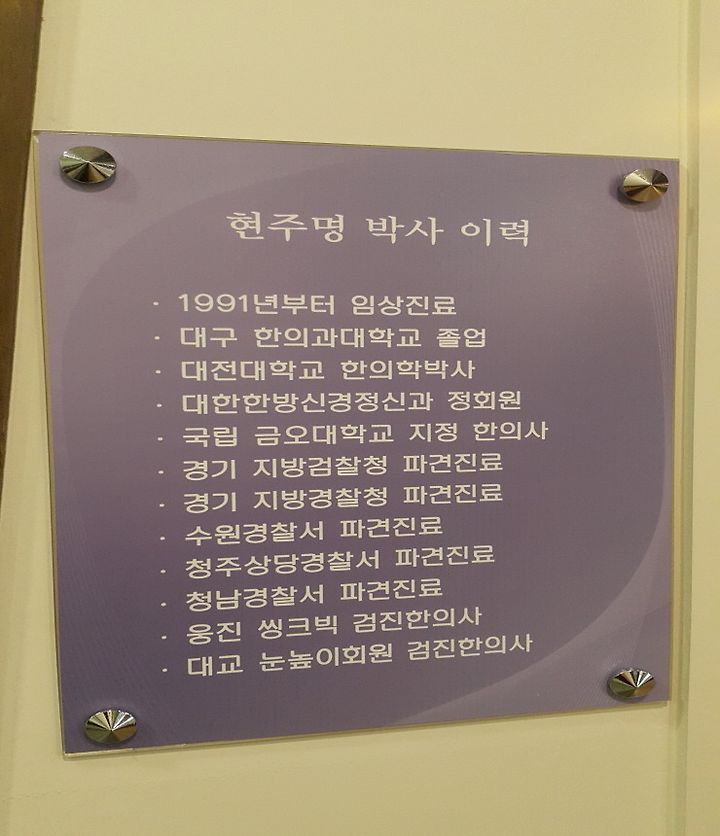 현주명 박사 이력
· 1991년부터 임상진료
· 대구 한의과대학교 졸업
· 대전대학교 한의학박사
· 대한한방신경정신과 정회원
· 국립 금오대학교 지정 한의사
· 경기 지방검찰청 파견진료
· 경기 지방경찰청 파견진료
· 수원경찰서 파견진료
· 청주상당경찰서 파견진료
· 청남경찰서 파견진료
· 웅진 씽크빅 검진한의사
· 대교 눈높이회원 검진한의사